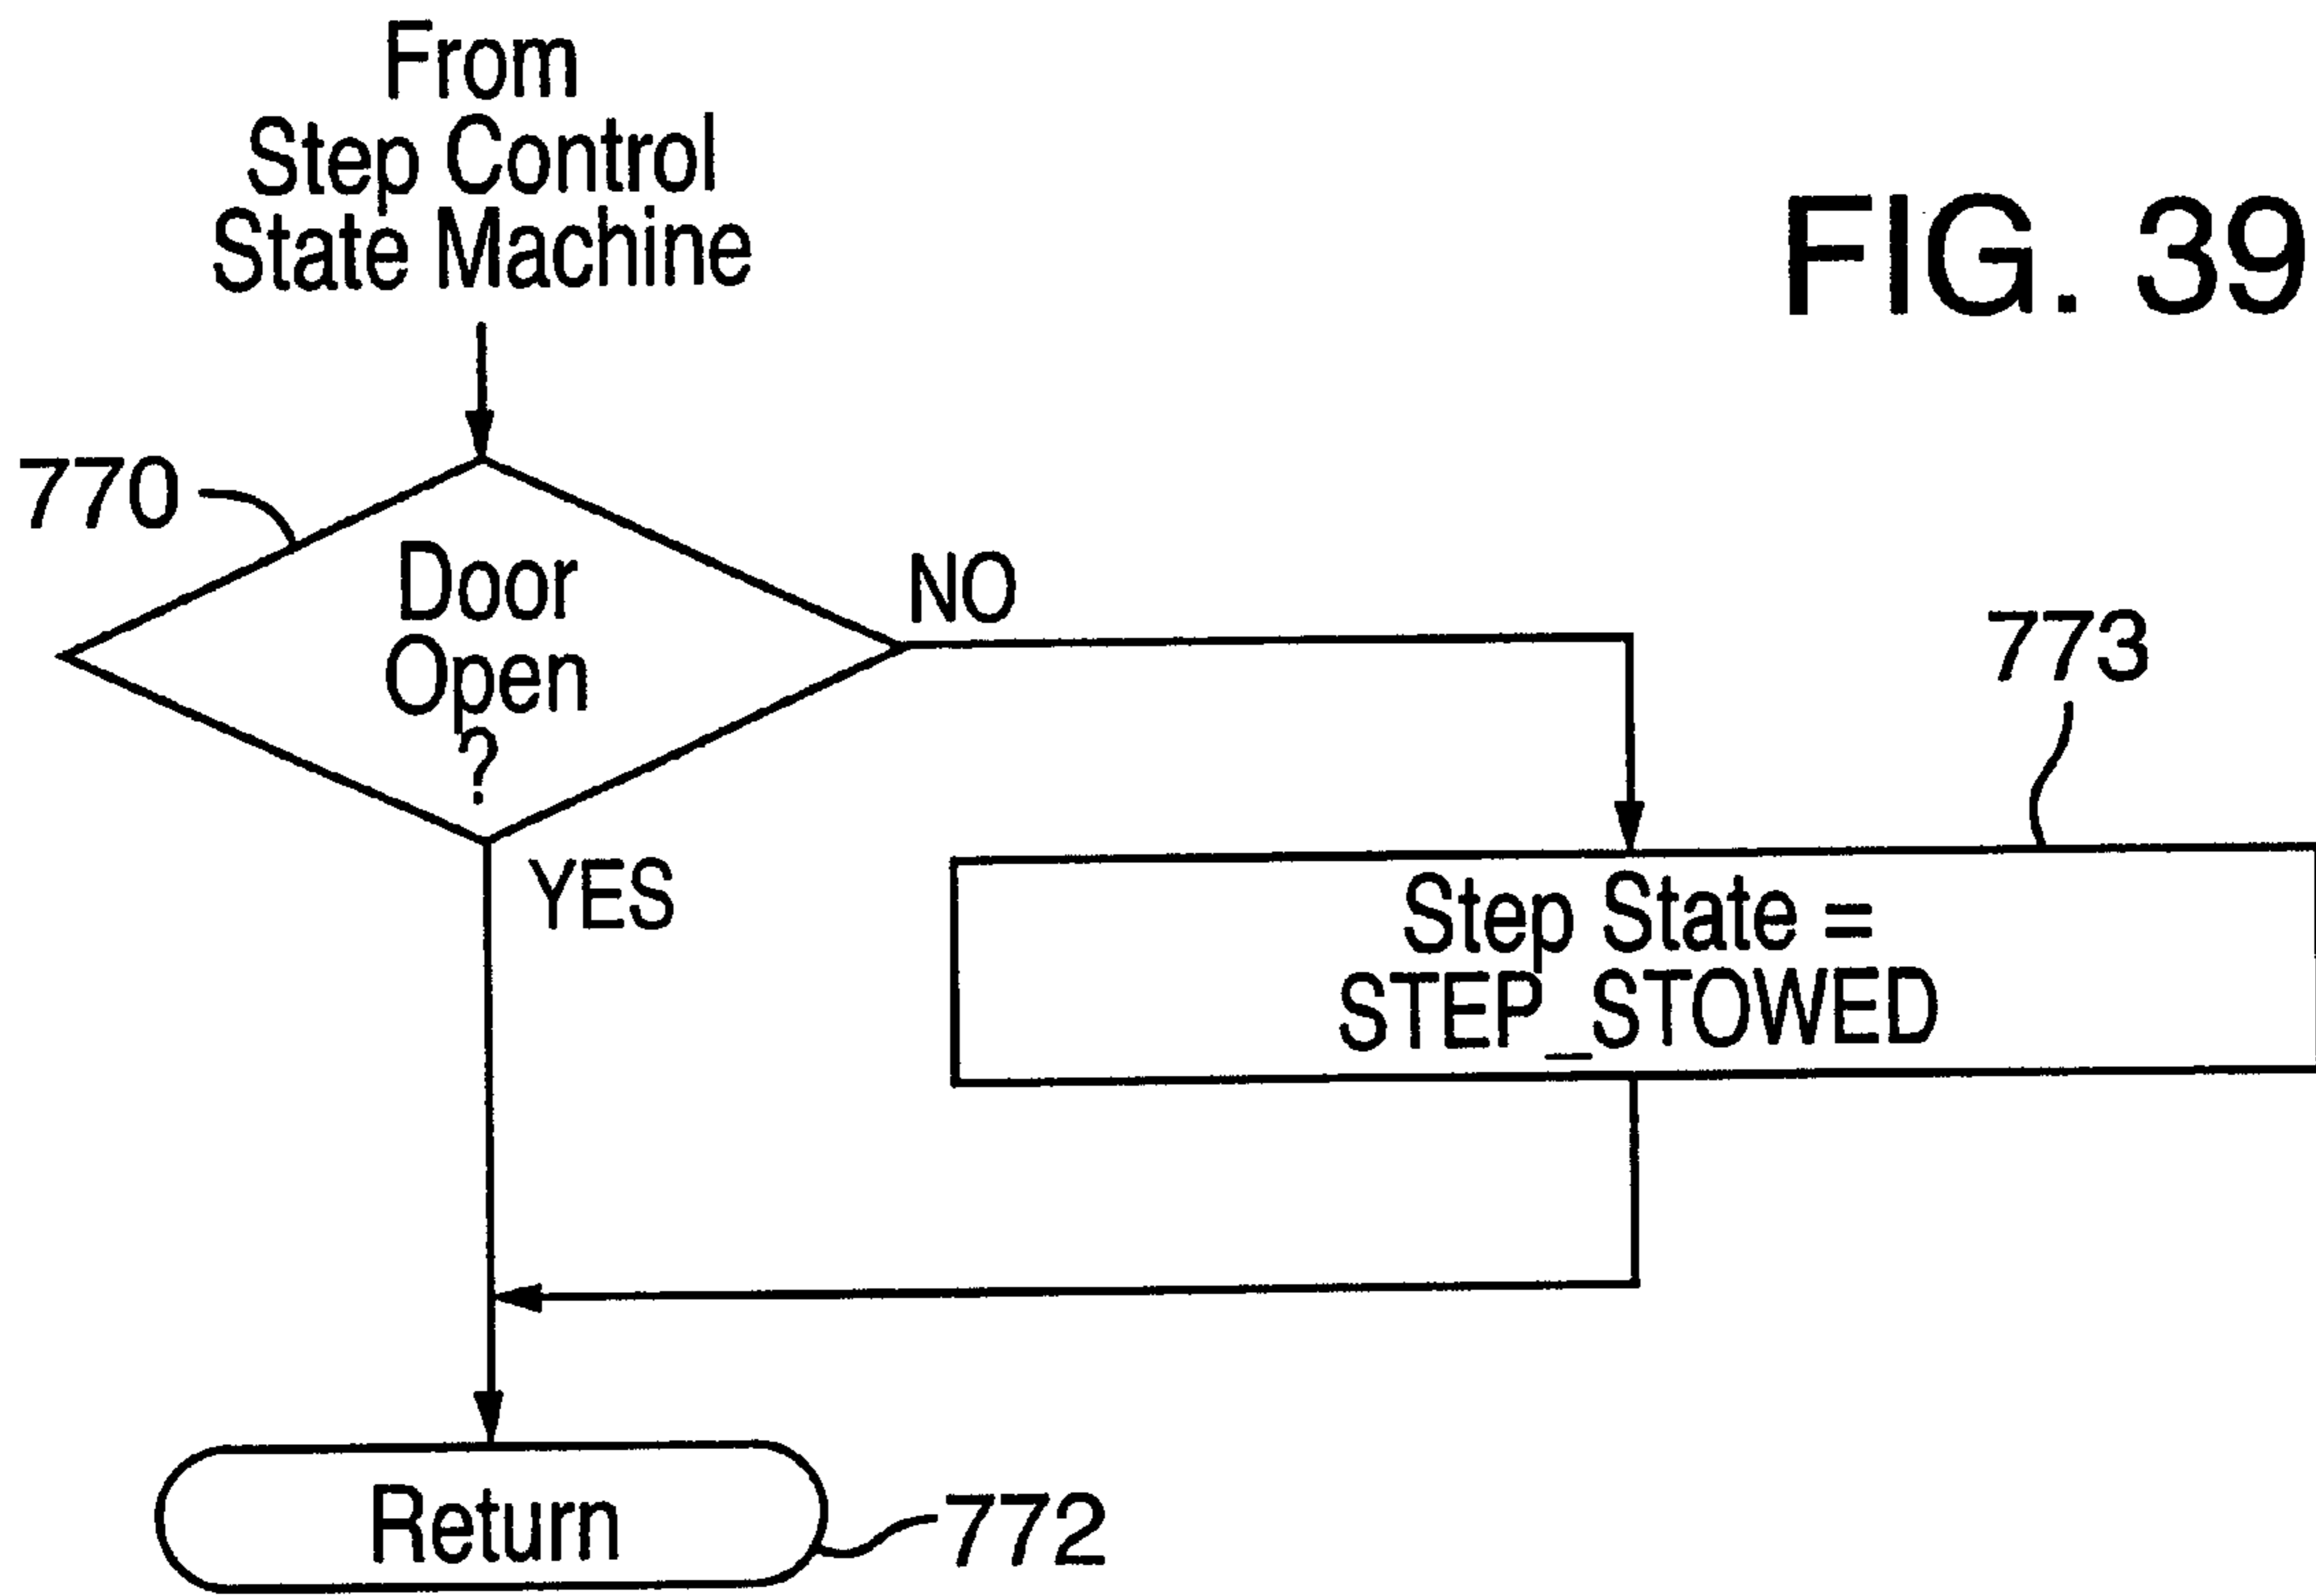 From
Step Control
State Machine
FIG. 39
770
Door
Open
?
NO
YES
773
Step State =
STEP_STOWED
Return
772